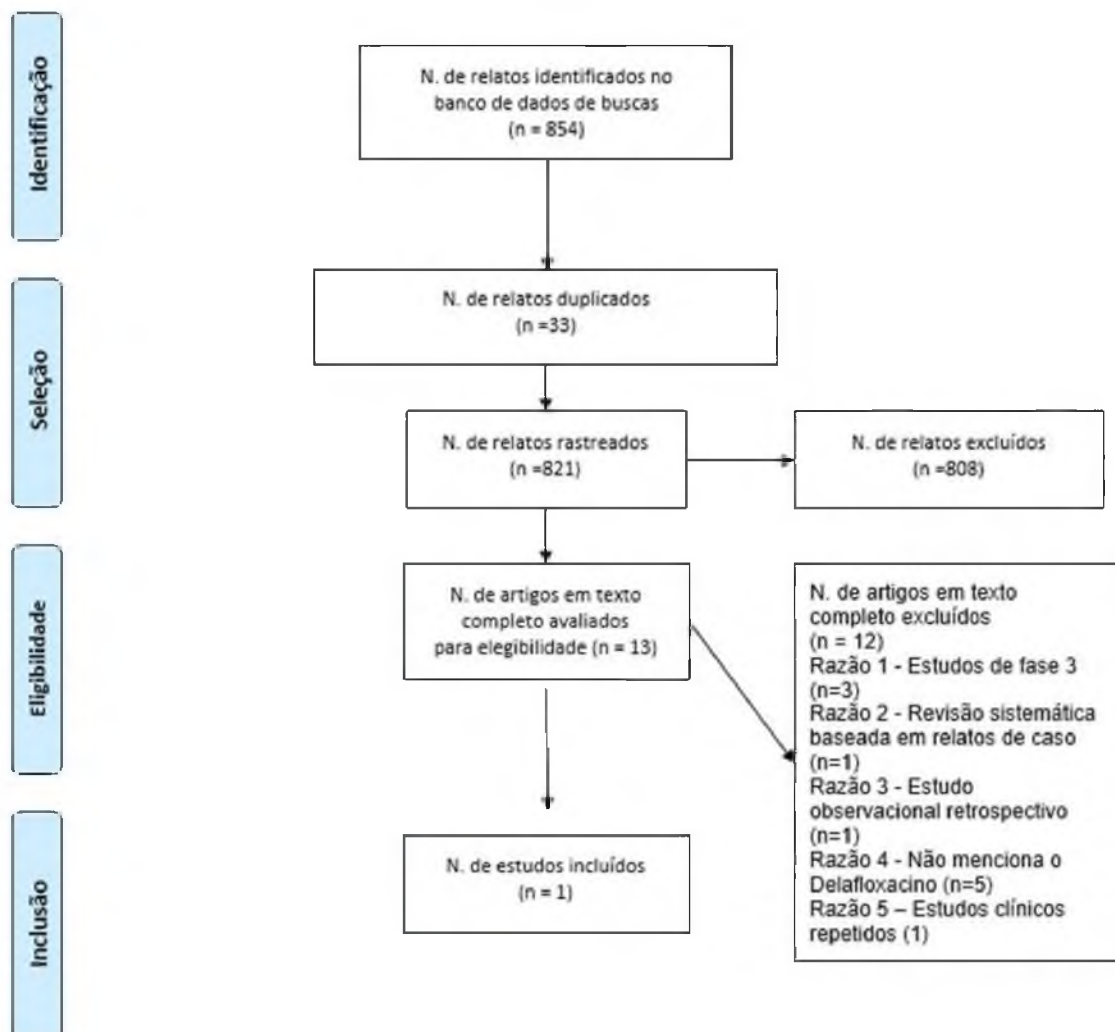 Identificação
N. de relatos identificados no
banco de dados de buscas
(n = 854)
Seleção
N. de relatos duplicados
(n =33)
N. de relatos rastreados
(n =821)
N. de relatos excluídos
(n =808)
Eligibilidade
N. de artigos em texto
completo avaliados
para elegibilidade (n = 13)
N. de artigos em texto
completo excluídos
(n = 12)
Razão 1 - Estudos de fase 3
(n=3)
Razão 2 - Revisão sistemática
baseada em relatos de caso
(n=1)
Razão 3 - Estudo
observacional retrospectivo
(n=1)
Razão 4 - Não menciona o
Delafloxacino (n=5)
Razão 5 – Estudos clínicos
repetidos (1)
Inclusão
N. de estudos incluídos
(n = 1)